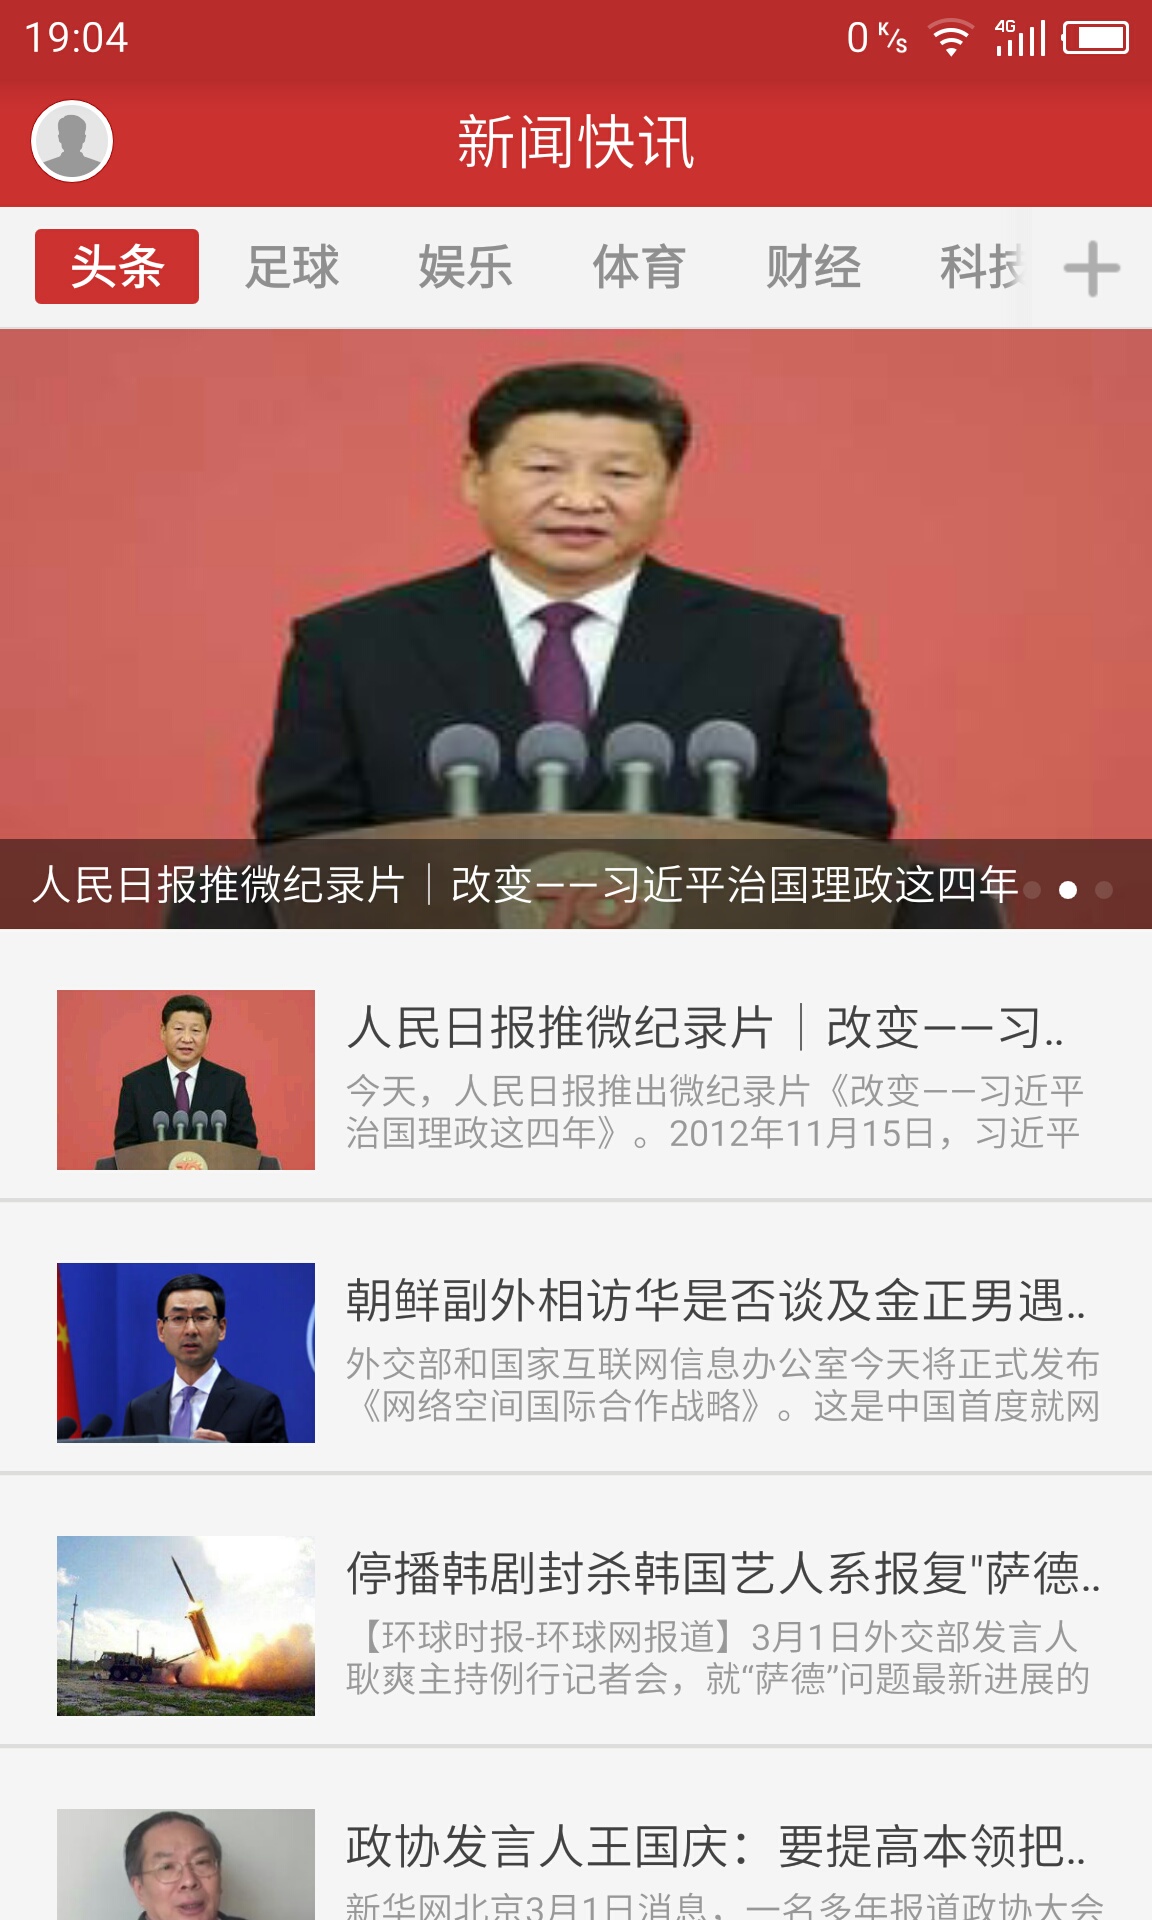 19:04
0 K/s
4G
新闻快讯
头条 足球 娱乐 体育 财经 科技
人民日报推微纪录片｜改变——习近平治国理政这四年
人民日报推微纪录片｜改变——习..
今天，人民日报推出微纪录片《改变——习近平
治国理政这四年》。2012年11月15日，习近平
朝鲜副外相访华是否谈及金正男遇..
外交部和国家互联网信息办公室今天将正式发布
《网络空间国际合作战略》。这是中国首度就网
停播韩剧封杀韩国艺人系报复"萨德..
【环球时报-环球网报道】3月1日外交部发言人
耿爽主持例行记者会，就“萨德”问题最新进展的
政协发言人王国庆：要提高本领把..
新华网北京3月1日消息，一名多年报道政协大会